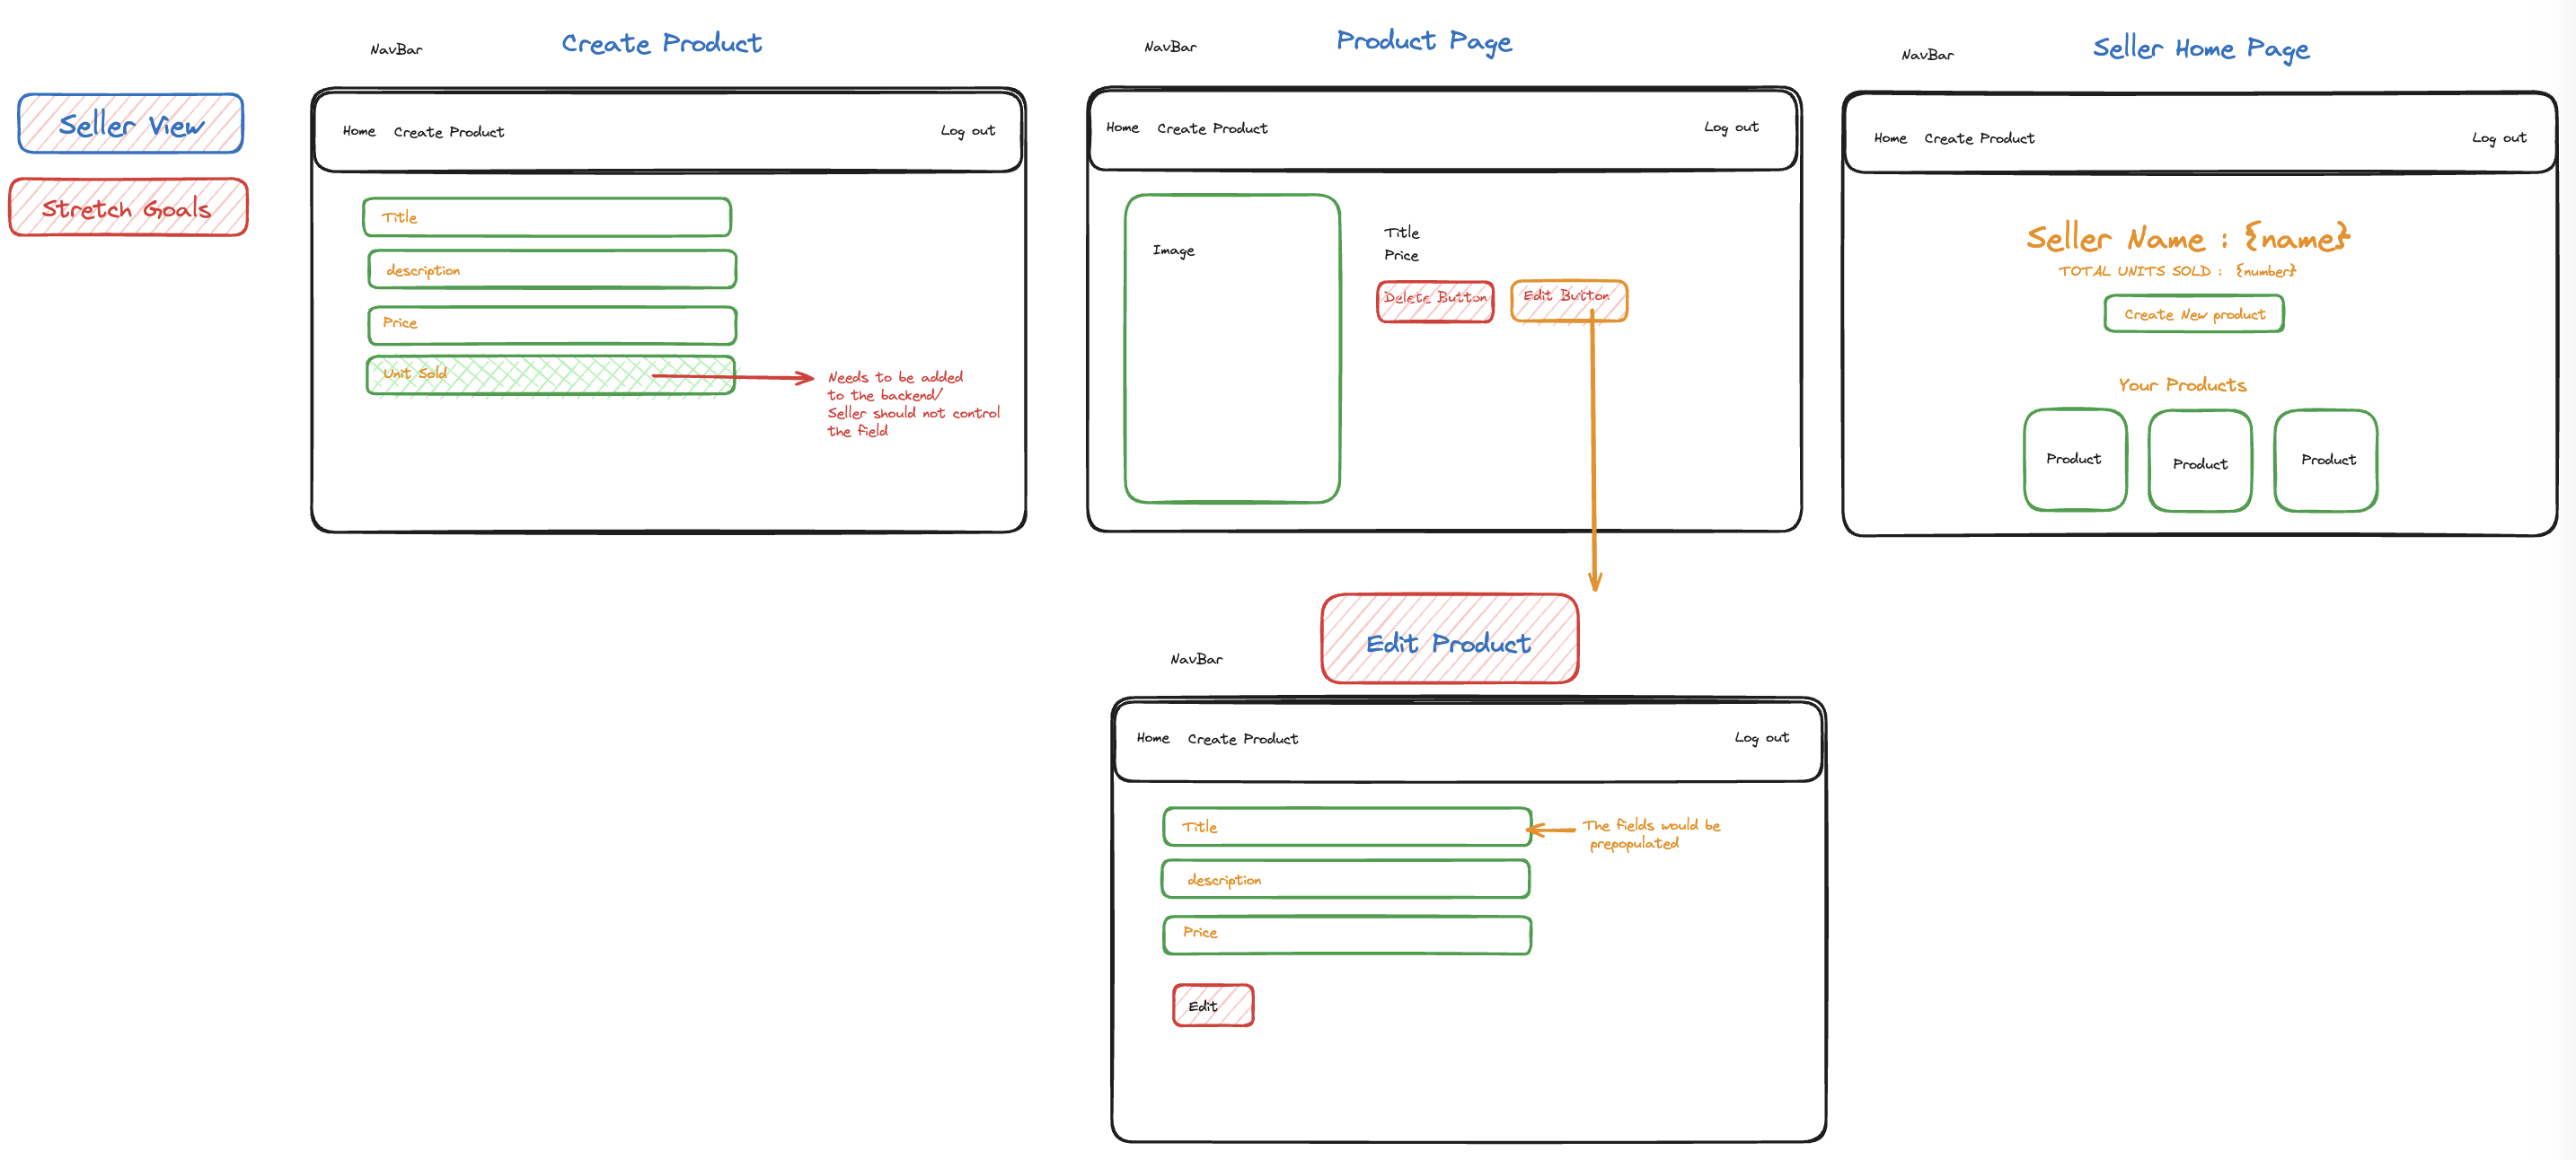 Seller View
Stretch Goals
NavBar
Create Product
Home
Create Product
Log out
Title
description
Price
Unit Sold
Needs to be added
to the backend/
Seller should not control
the field
NavBar
Product Page
Home
Create Product
Log out
Image
Title
Price
Delete Button
Edit Button
NavBar
Edit Product
Home
Create Product
Log out
Title
The fields would be
prepopulated
description
Price
Edit
NavBar
Seller Home Page
Home
Create Product
Log out
Seller Name : {name}
TOTAL UNITS SOLD : {number}
Create New product
Your Products
Product
Product
Product